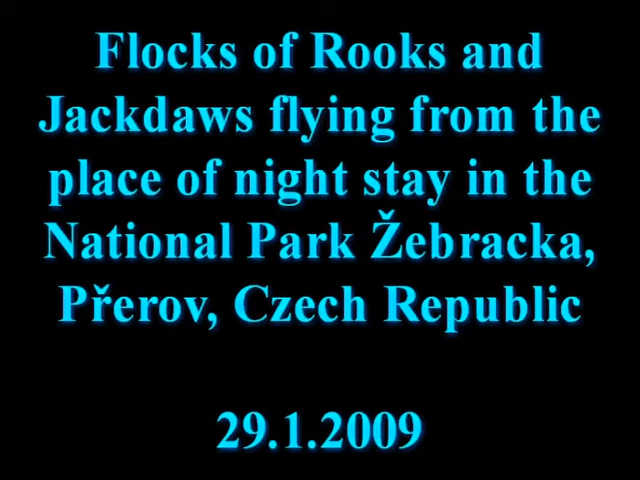 Flocks of Rooks and
Jackdaws flying from the
place of night stay in the
National Park Žebracka,
Přerov, Czech Republic
29.1.2009